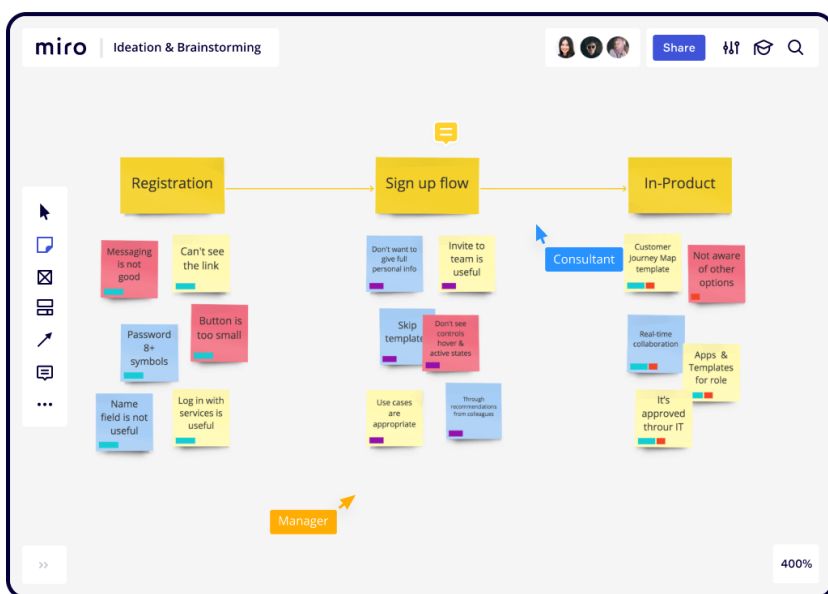 miro
Ideation & Brainstorming
Share
Registration
Sign up flow
In-Product
Messaging
is not
good
Can't see
the link
Password
8+
symbols
Button is
too small
Name
field is not
useful
Log in with
services is
useful
Don't want to
give full
personal info
Invite to
team is
useful
Skip
template
Don't see
controls
hover &
active states
Use cases
are
appropriate
Through
recommendations
from colleagues
Consultant
Customer
Journey Map
template
Not aware
of other
options
Real-time
collaboration
Apps &
Templates
for role
It's
approved
throur IT
Manager
400%